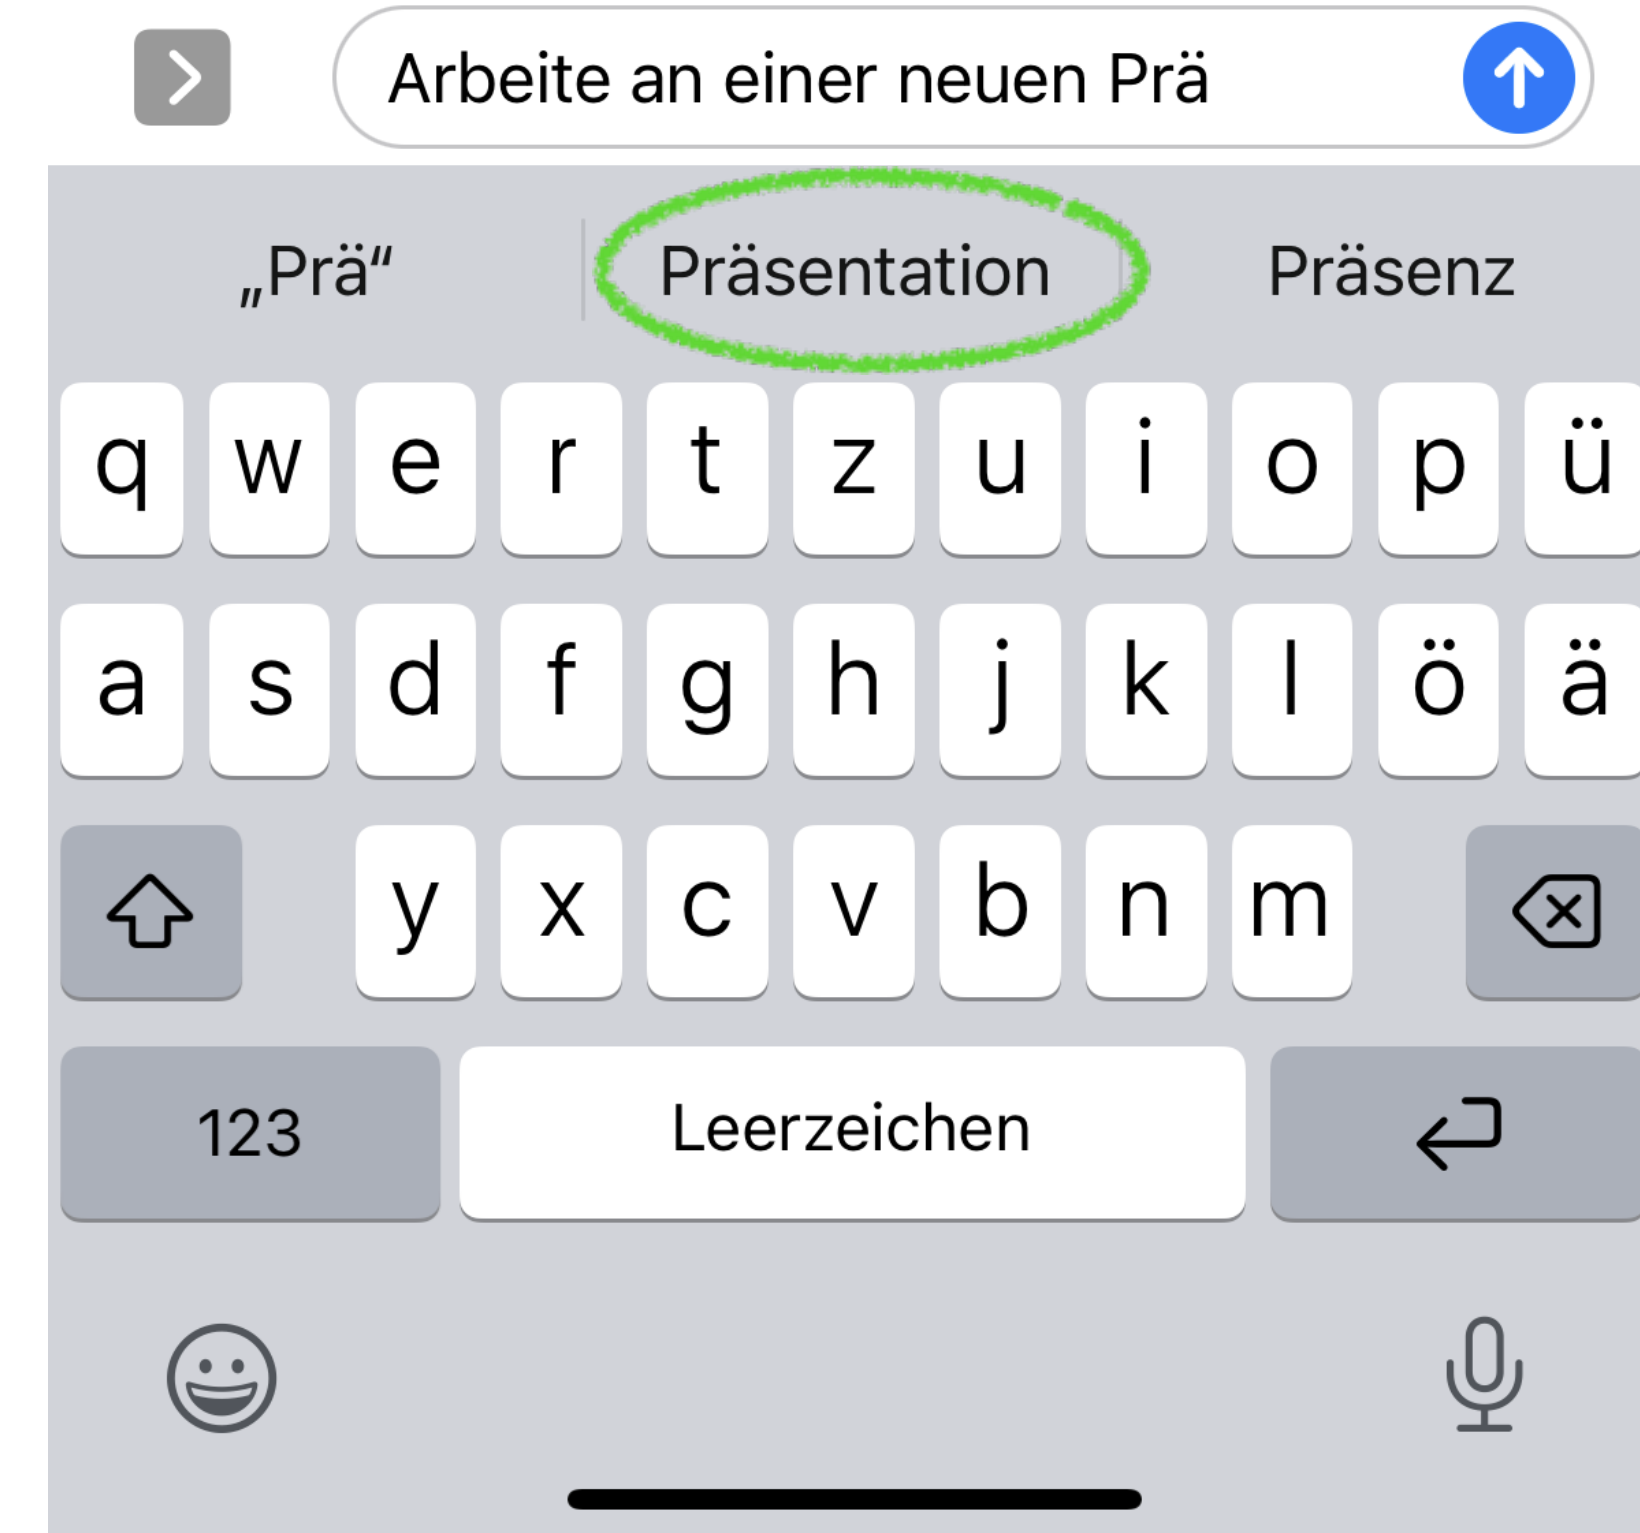 Arbeite an einer neuen Prä
„Prä“ Präsentation Präsenz
q w e r t z u i o p ü
a s d f g h j k l ö ä
y x c v b n m
123 Leerzeichen